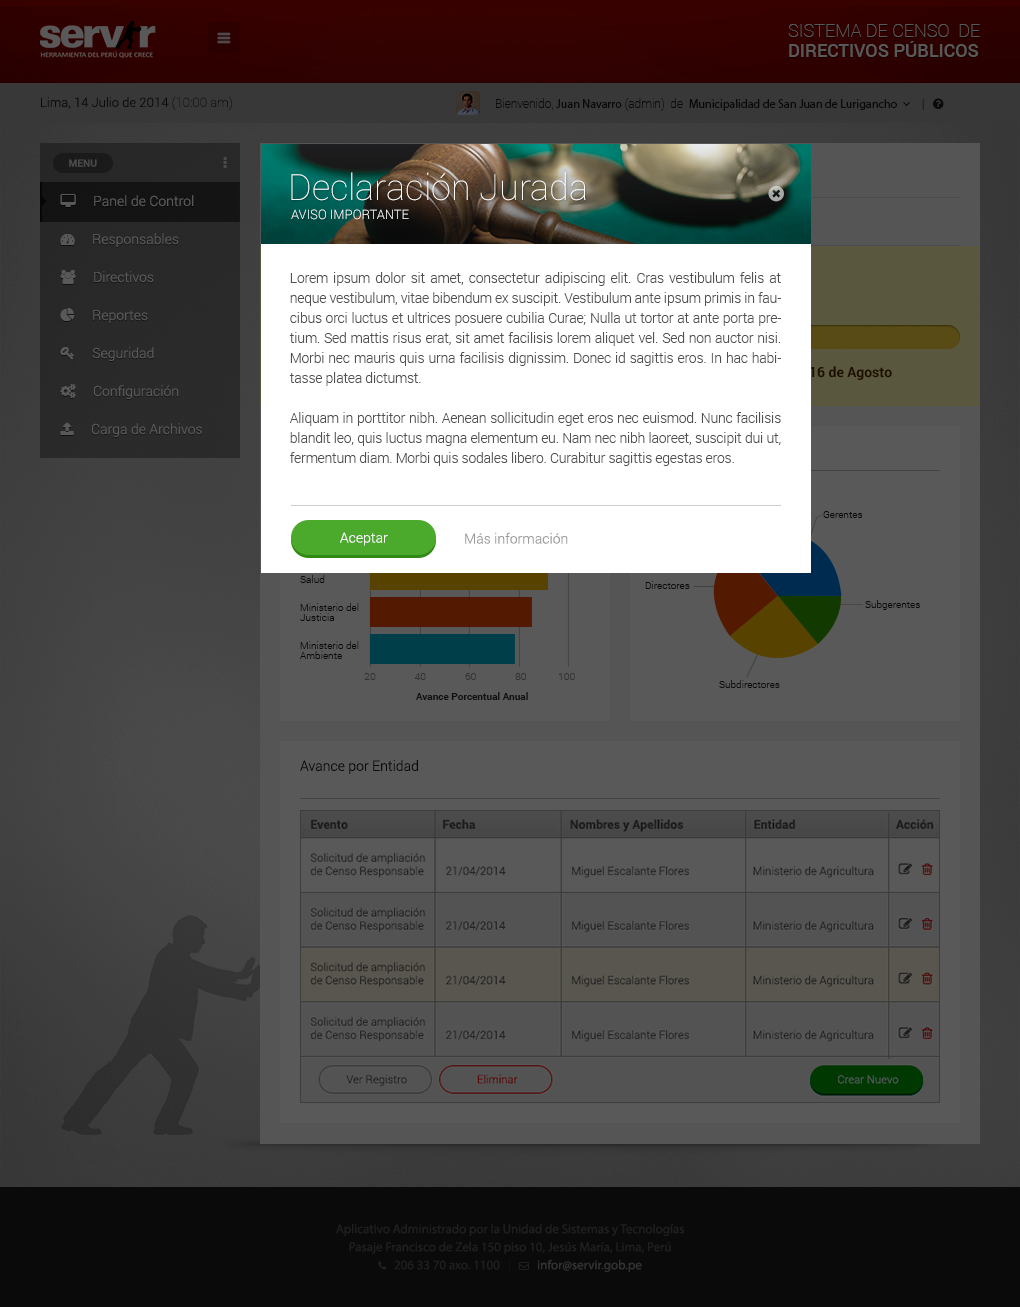 servir
HERRAMIENTA DEL PERÚ QUE CRECE
SISTEMA DE CENSO DE
DIRECTIVOS PÚBLICOS
Lima, 14 Julio de 2014 (10:00 am)
Bienvenido, Juan Navarro (admin) de Municipalidad de San Juan de Lurigancho |
MENU
Panel de Control
Responsables
Directivos
Reportes
Seguridad
Configuración
Carga de Archivos
Declaración Jurada
AVISO IMPORTANTE
Lorem ipsum dolor sit amet, consectetur adipiscing elit. Cras vestibulum felis at
neque vestibulum, vitae bibendum ex suscipit. Vestibulum ante ipsum primis in fau-
cibus orci luctus et ultrices posuere cubilia Curae; Nulla ut tortor at ante porta pre-
tium. Sed mattis risus erat, sit amet facilisis lorem aliquet vel. Sed non auctor nisi.
Morbi nec mauris quis urna facilisis dignissim. Donec id sagittis eros. In hac habi-
tasse platea dictumst.
Aliquam in porttitor nibh. Aenean sollicitudin eget eros nec euismod. Nunc facilisis
blandit leo, quis luctus magna elementum eu. Nam nec nibh laoreet, suscipit dui ut,
fermentum diam. Morbi quis sodales libero. Curabitur sagittis egestas eros.
Aceptar
Más información
16 de Agosto
Salud
Ministerio del
Justicia
Ministerio del
Ambiente
20 40 60 80 100
Avance Porcentual Anual
Gerentes
Directores
Subgerentes
Subdirectores
Avance por Entidad
Evento Fecha Nombres y Apellidos Entidad Acción
Solicitud de ampliación
de Censo Responsable 21/04/2014 Miguel Escalante Flores Ministerio de Agricultura
Solicitud de ampliación
de Censo Responsable 21/04/2014 Miguel Escalante Flores Ministerio de Agricultura
Solicitud de ampliación
de Censo Responsable 21/04/2014 Miguel Escalante Flores Ministerio de Agricultura
Solicitud de ampliación
de Censo Responsable 21/04/2014 Miguel Escalante Flores Ministerio de Agricultura
Ver Registro
Eliminar
Crear Nuevo
Aplicativo Administrado por la Unidad de Sistemas y Tecnologías
Pasaje Francisco de Zela 150 piso 10, Jesús María, Lima, Perú
206 33 70 axo. 1100 | infor@servir.gob.pe